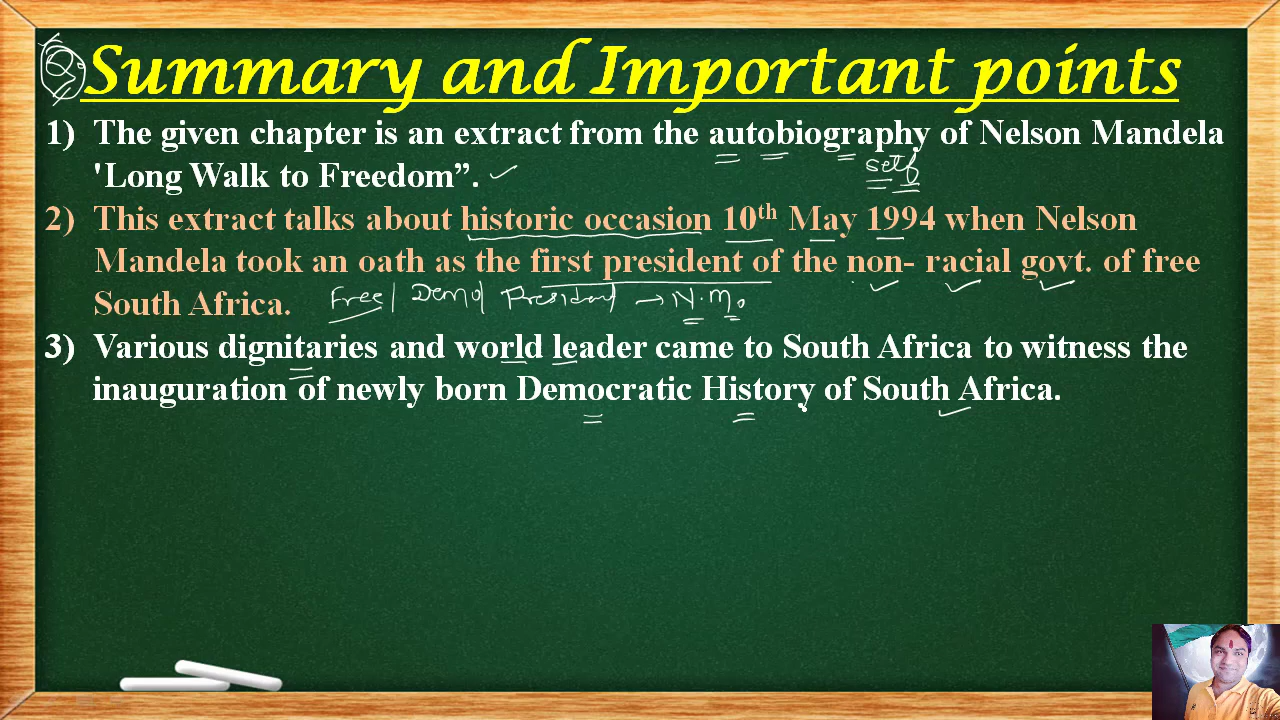 Q. Summary and Important points
1) The given chapter is an extract from the autobiography of Nelson Mandela
self
'Long Walk to Freedom”.
2) This extract talks about historic occasion 10th May 1994 when Nelson
Mandela took an oath as the first president of the non- racial govt. of free
South Africa. Free/ Demo President → N.M.
3) Various dignitaries and world leader came to South Africa to witness the
inauguration of newly born Democratic History of South Africa.